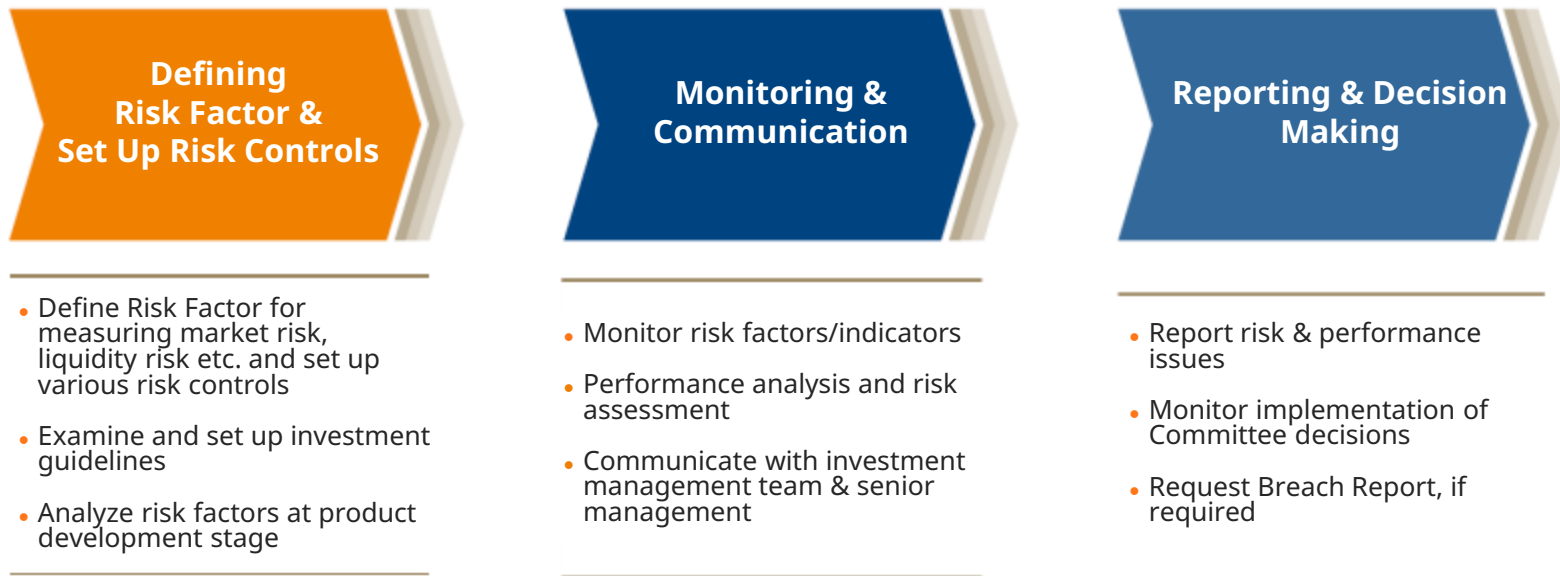 Defining
Risk Factor &
Set Up Risk Controls
• Define Risk Factor for
measuring market risk,
liquidity risk etc. and set up
various risk controls
• Examine and set up investment
guidelines
• Analyze risk factors at product
development stage
Monitoring &
Communication
• Monitor risk factors/indicators
• Performance analysis and risk
assessment
• Communicate with investment
management team & senior
management
Reporting & Decision
Making
• Report risk & performance
issues
• Monitor implementation of
Committee decisions
• Request Breach Report, if
required